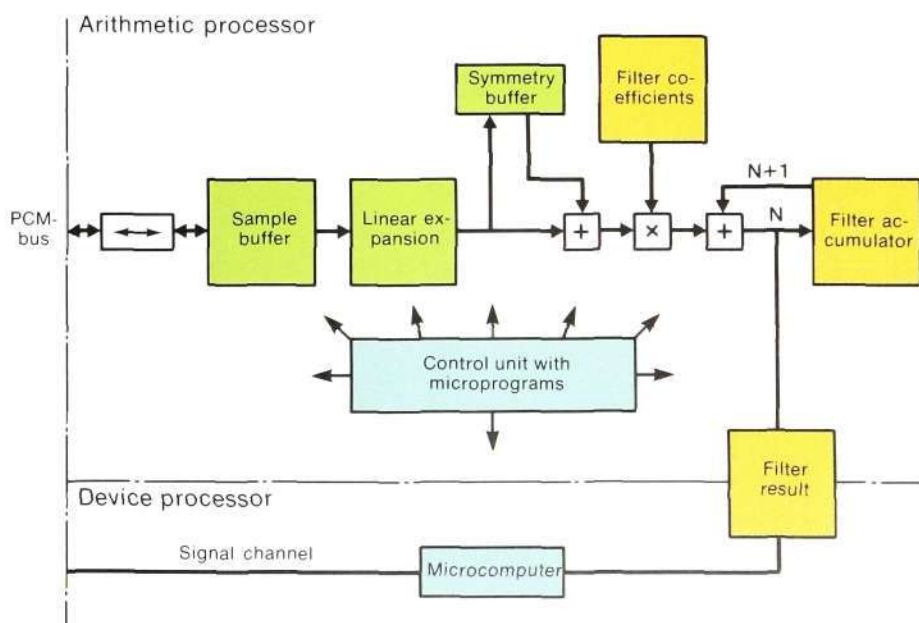 Arithmetic processor
Symmetry
buffer
Filter co-
efficients
PCM-
bus
Sample
buffer
Linear ex-
pansion
+
×
+
N+1
N
Filter ac-
cumulator
Control unit with
microprograms
Filter
result
Device processor
Signal channel
Microcomputer